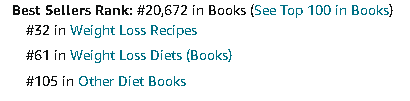 Best Sellers Rank: #20,672 in Books (See Top 100 in Books)
#32 in Weight Loss Recipes
#61 in Weight Loss Diets (Books)
#105 in Other Diet Books